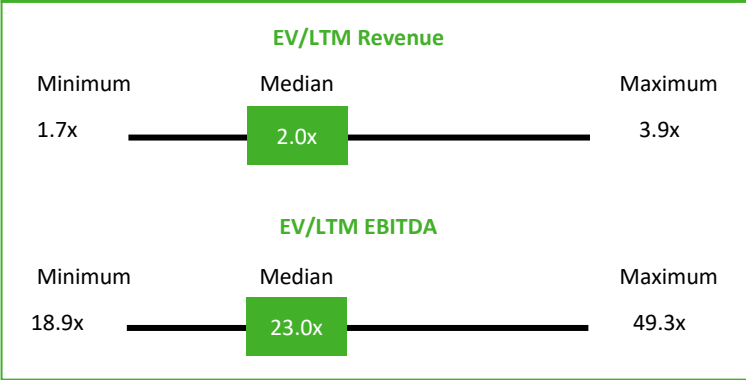 EV/LTM Revenue
Minimum Median Maximum
1.7x 2.0x 3.9x
EV/LTM EBITDA
Minimum Median Maximum
18.9x 23.0x 49.3x